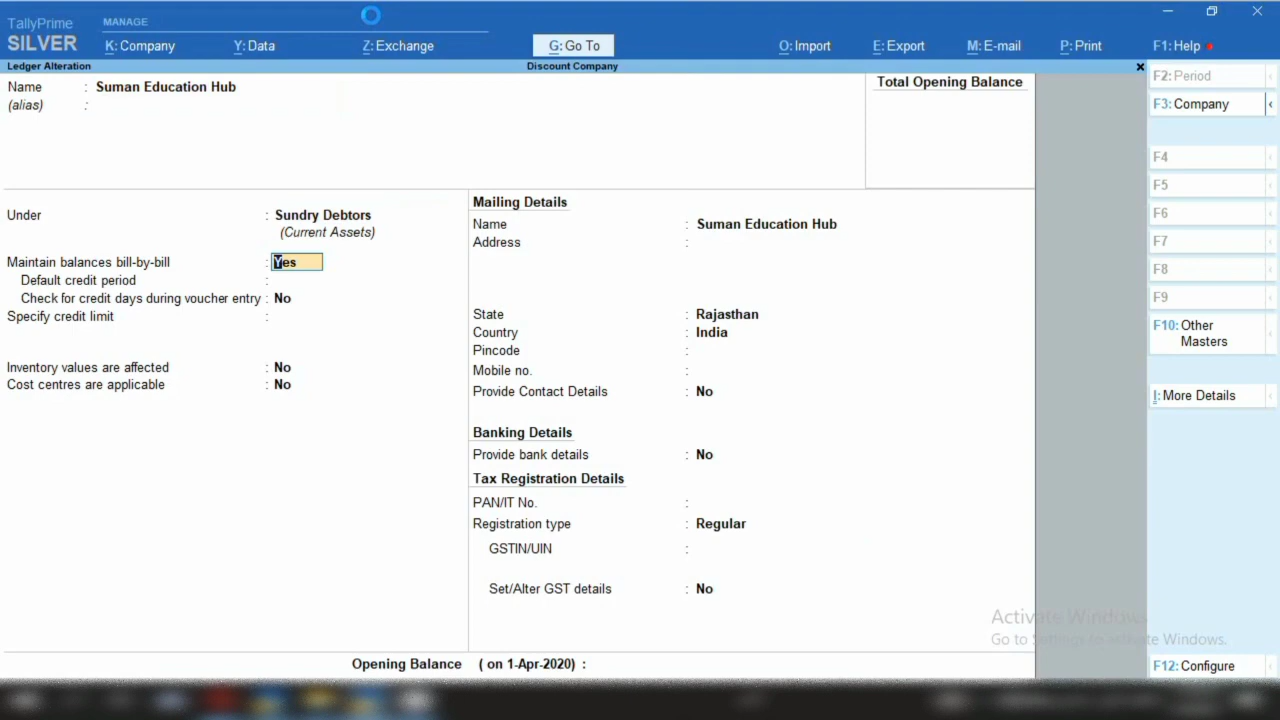 TallyPrime
SILVER
MANAGE
K: Company
Y: Data
Z: Exchange
G: Go To
O: Import
E: Export
M: E-mail
P: Print
F1: Help
Ledger Alteration
Discount Company
Name : Suman Education Hub
(alias) :
Total Opening Balance
Under : Sundry Debtors
(Current Assets)
Maintain balances bill-by-bill : Yes
Default credit period :
Check for credit days during voucher entry : No
Specify credit limit :
Inventory values are affected : No
Cost centres are applicable : No
Mailing Details
Name : Suman Education Hub
Address :
State : Rajasthan
Country : India
Pincode :
Mobile no. :
Provide Contact Details : No
Banking Details
Provide bank details : No
Tax Registration Details
PAN/IT No. :
Registration type : Regular
GSTIN/UIN :
Set/Alter GST details : No
Opening Balance ( on 1-Apr-2020) :
F2: Period
F3: Company
F4
F5
F6
F7
F8
F9
F10: Other
Masters
I: More Details
Activate Windows
Go to Settings to activate Windows.
F12: Configure